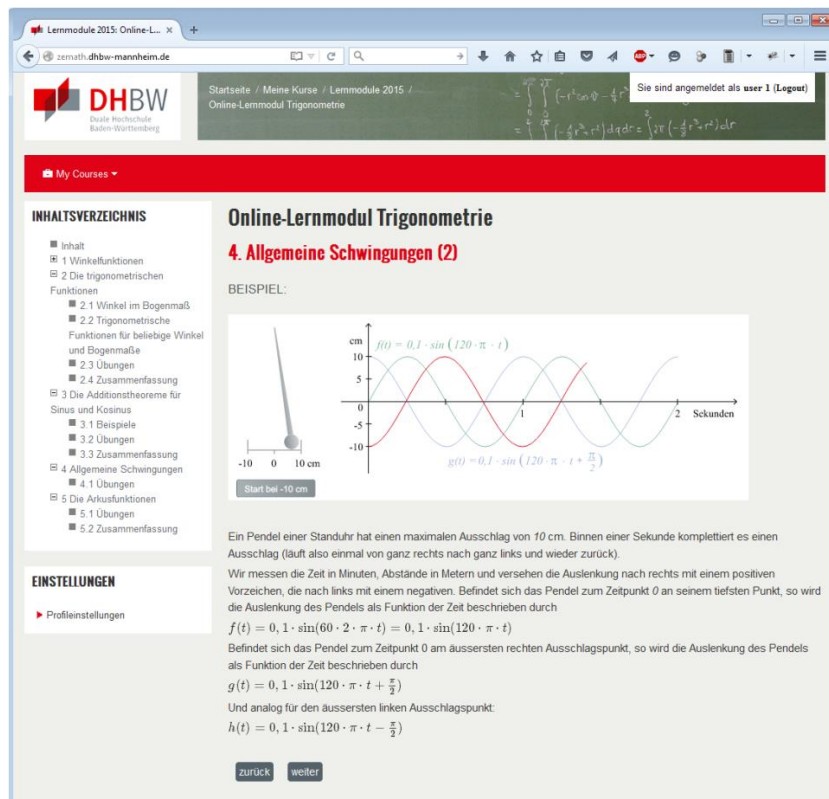 Lernmodule 2015: Online-L...
zemath.dhbw-mannheim.de
ABP
DHBW
Duale Hochschule
Baden-Württemberg
Startseite / Meine Kurse / Lernmodule 2015 /
Online-Lernmodul Trigonometrie
Sie sind angemeldet als user 1 (Logout)
My Courses
INHALTSVERZEICHNIS
Inhalt
1 Winkelfunktionen
2 Die trigonometrischen
Funktionen
2.1 Winkel im Bogenmaß
2.2 Trigonometrische
Funktionen für beliebige Winkel
und Bogenmaße
2.3 Übungen
2.4 Zusammenfassung
3 Die Additionstheoreme für
Sinus und Kosinus
3.1 Beispiele
3.2 Übungen
3.3 Zusammenfassung
4 Allgemeine Schwingungen
4.1 Übungen
5 Die Arkusfunktionen
5.1 Übungen
5.2 Zusammenfassung
EINSTELLUNGEN
Profileinstellungen
Online-Lernmodul Trigonometrie
4. Allgemeine Schwingungen (2)
BEISPIEL:
-10 0 10 cm
Start bei -10 cm
cm
f(t) = 0,1 · sin (120 · π · t)
10
5
0
-5
-10
1
2
Sekunden
g(t) = 0,1 · sin (120 · π · t + π/2)
Ein Pendel einer Standuhr hat einen maximalen Ausschlag von 10 cm. Binnen einer Sekunde komplettiert es einen
Ausschlag (läuft also einmal von ganz rechts nach ganz links und wieder zurück).
Wir messen die Zeit in Minuten, Abstände in Metern und versehen die Auslenkung nach rechts mit einem positiven
Vorzeichen, die nach links mit einem negativen. Befindet sich das Pendel zum Zeitpunkt 0 an seinem tiefsten Punkt, so wird
die Auslenkung des Pendels als Funktion der Zeit beschrieben durch
f(t) = 0, 1 · sin(60 · 2 · π · t) = 0, 1 · sin(120 · π · t)
Befindet sich das Pendel zum Zeitpunkt 0 am äussersten rechten Ausschlagspunkt, so wird die Auslenkung des Pendels
als Funktion der Zeit beschrieben durch
g(t) = 0, 1 · sin(120 · π · t + π/2)
Und analog für den äussersten linken Ausschlagspunkt:
h(t) = 0, 1 · sin(120 · π · t − π/2)
zurück
weiter